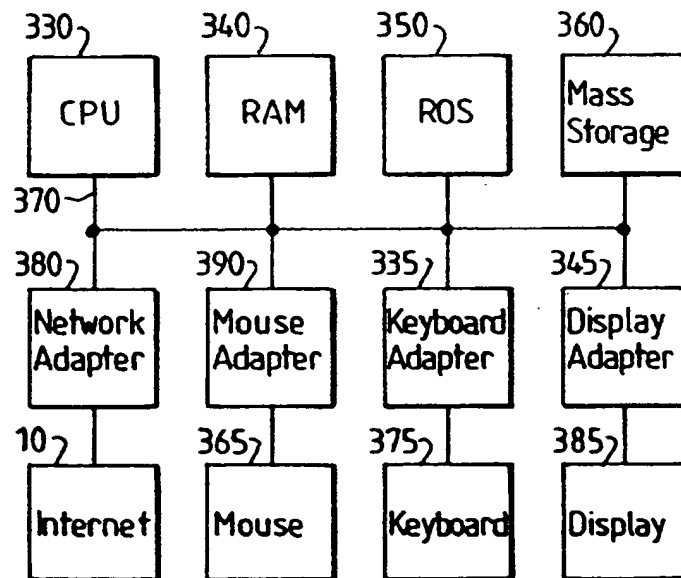 330 340 350 360
CPU RAM ROS Mass
Storage
370
380 390 335 345
Network Mouse Keyboard Display
Adapter Adapter Adapter Adapter
10 365 375 385
Internet Mouse Keyboard Display